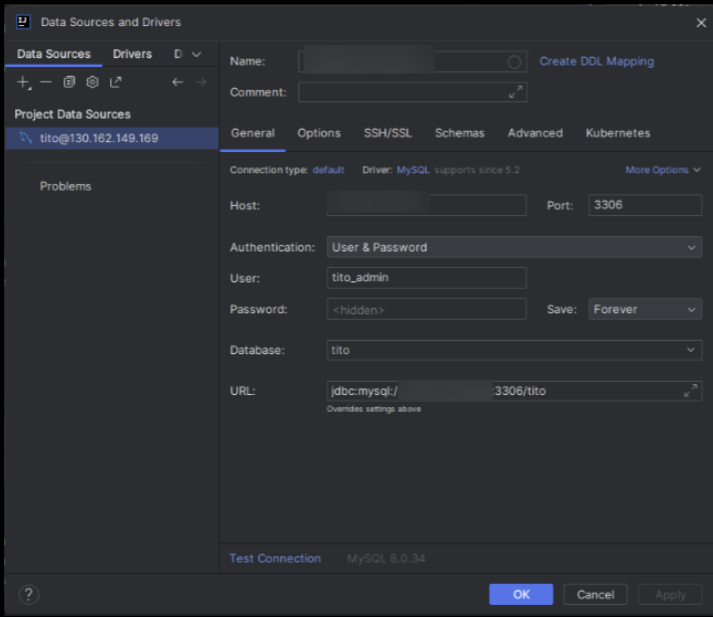 Data Sources and Drivers
Data Sources Drivers D
Name: Create DDL Mapping
Comment:
Project Data Sources
tito@130.162.149.169
Problems
General Options SSH/SSL Schemas Advanced Kubernetes
Connection type: default Driver: MySQL supports since 5.2 More Options
Host: Port: 3306
Authentication: User & Password
User: tito_admin
Password: <hidden> Save: Forever
Database: tito
URL: jdbc:mysql:/ :3306/tito
Overrides settings above
Test Connection MySQL 8.0.34
? OK Cancel Apply